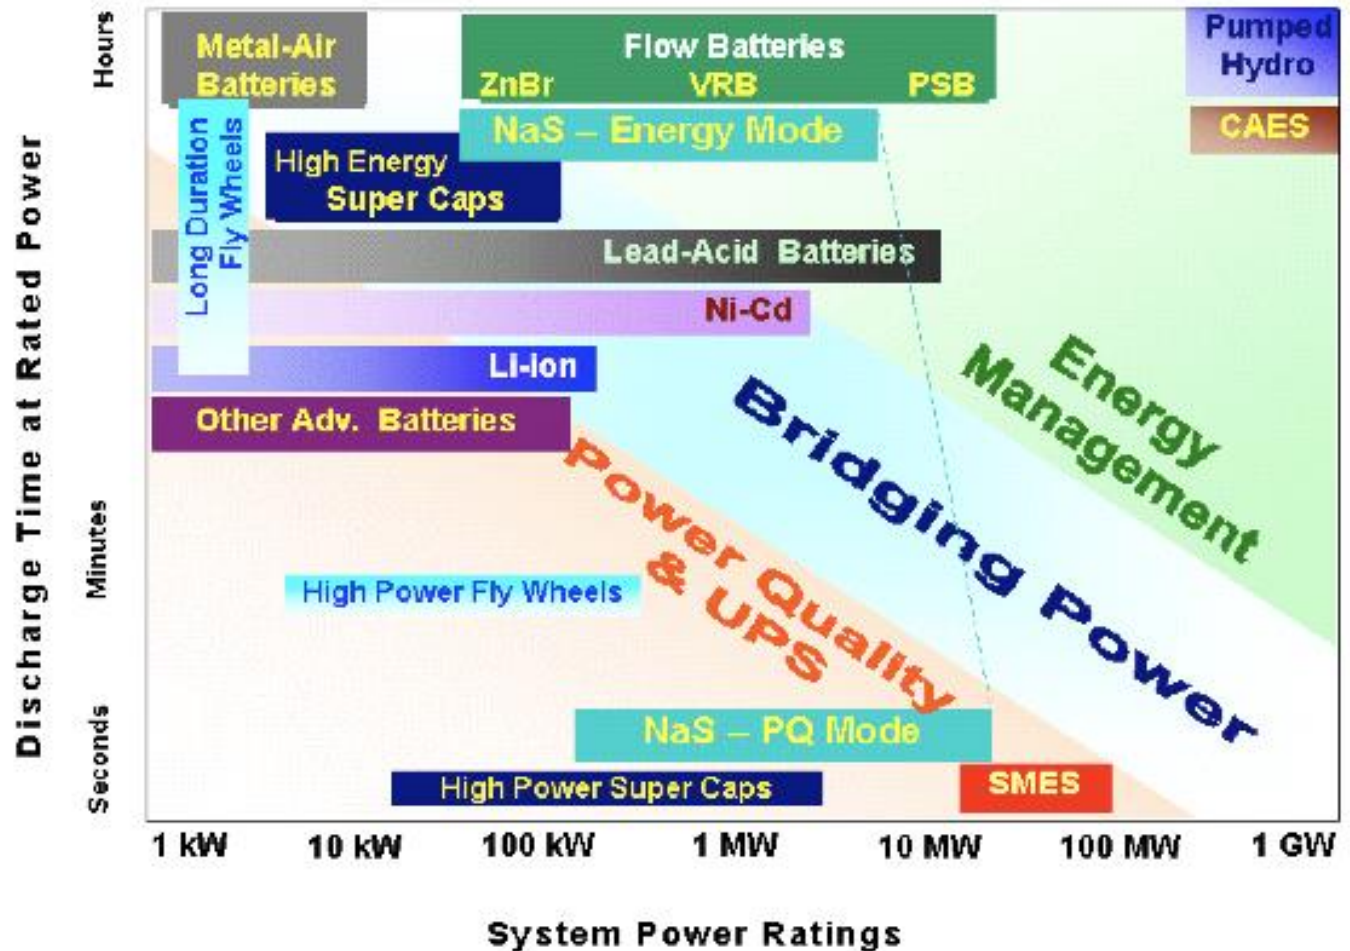 Hours
Minutes
Seconds
Discharge Time at Rated Power
Metal-Air
Batteries
Flow Batteries
ZnBr VRB PSB
Pumped
Hydro
CAES
NaS – Energy Mode
Long Duration
Fly Wheels
High Energy
Super Caps
Lead-Acid Batteries
Ni-Cd
Li-ion
Other Adv. Batteries
Energy
Management
Bridging Power
Power Quality
& UPS
High Power Fly Wheels
NaS – PQ Mode
High Power Super Caps
SMES
1 kW 10 kW 100 kW 1 MW 10 MW 100 MW 1 GW
System Power Ratings